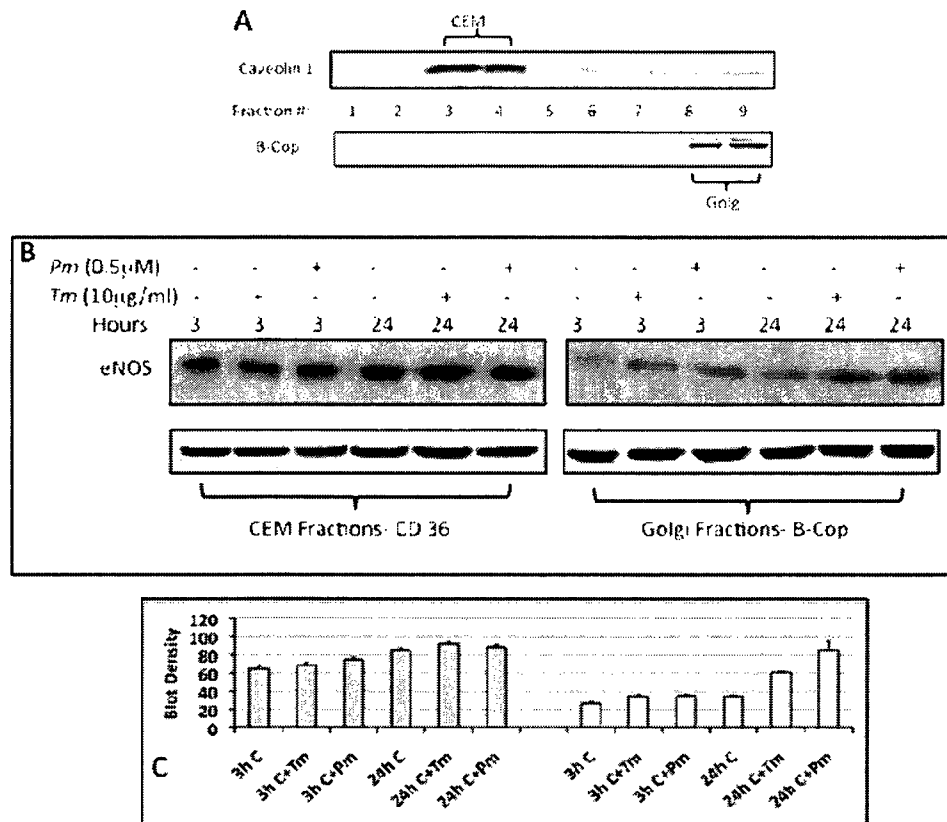 A
CEM
Caveolin 1
Fraction #: 1 2 3 4 5 6 7 8 9
B-Cop
Golg
B
Pm (0.5μM) - - + - - + - - + - - +
Tm (10μg/ml) - + - - + - - + - - + -
Hours 3 3 3 24 24 24 3 3 3 24 24 24
eNOS
CEM Fractions- CD 36
Golgi Fractions- B-Cop
120
100
80
60
40
20
0
Blot Density
3h C
3h C+Tm
3h C+Pm
24h C
24h C+Tm
24h C+Pm
3h C
3h C+Tm
3h C+Pm
24h C
24h C+Tm
24h C+Pm
C